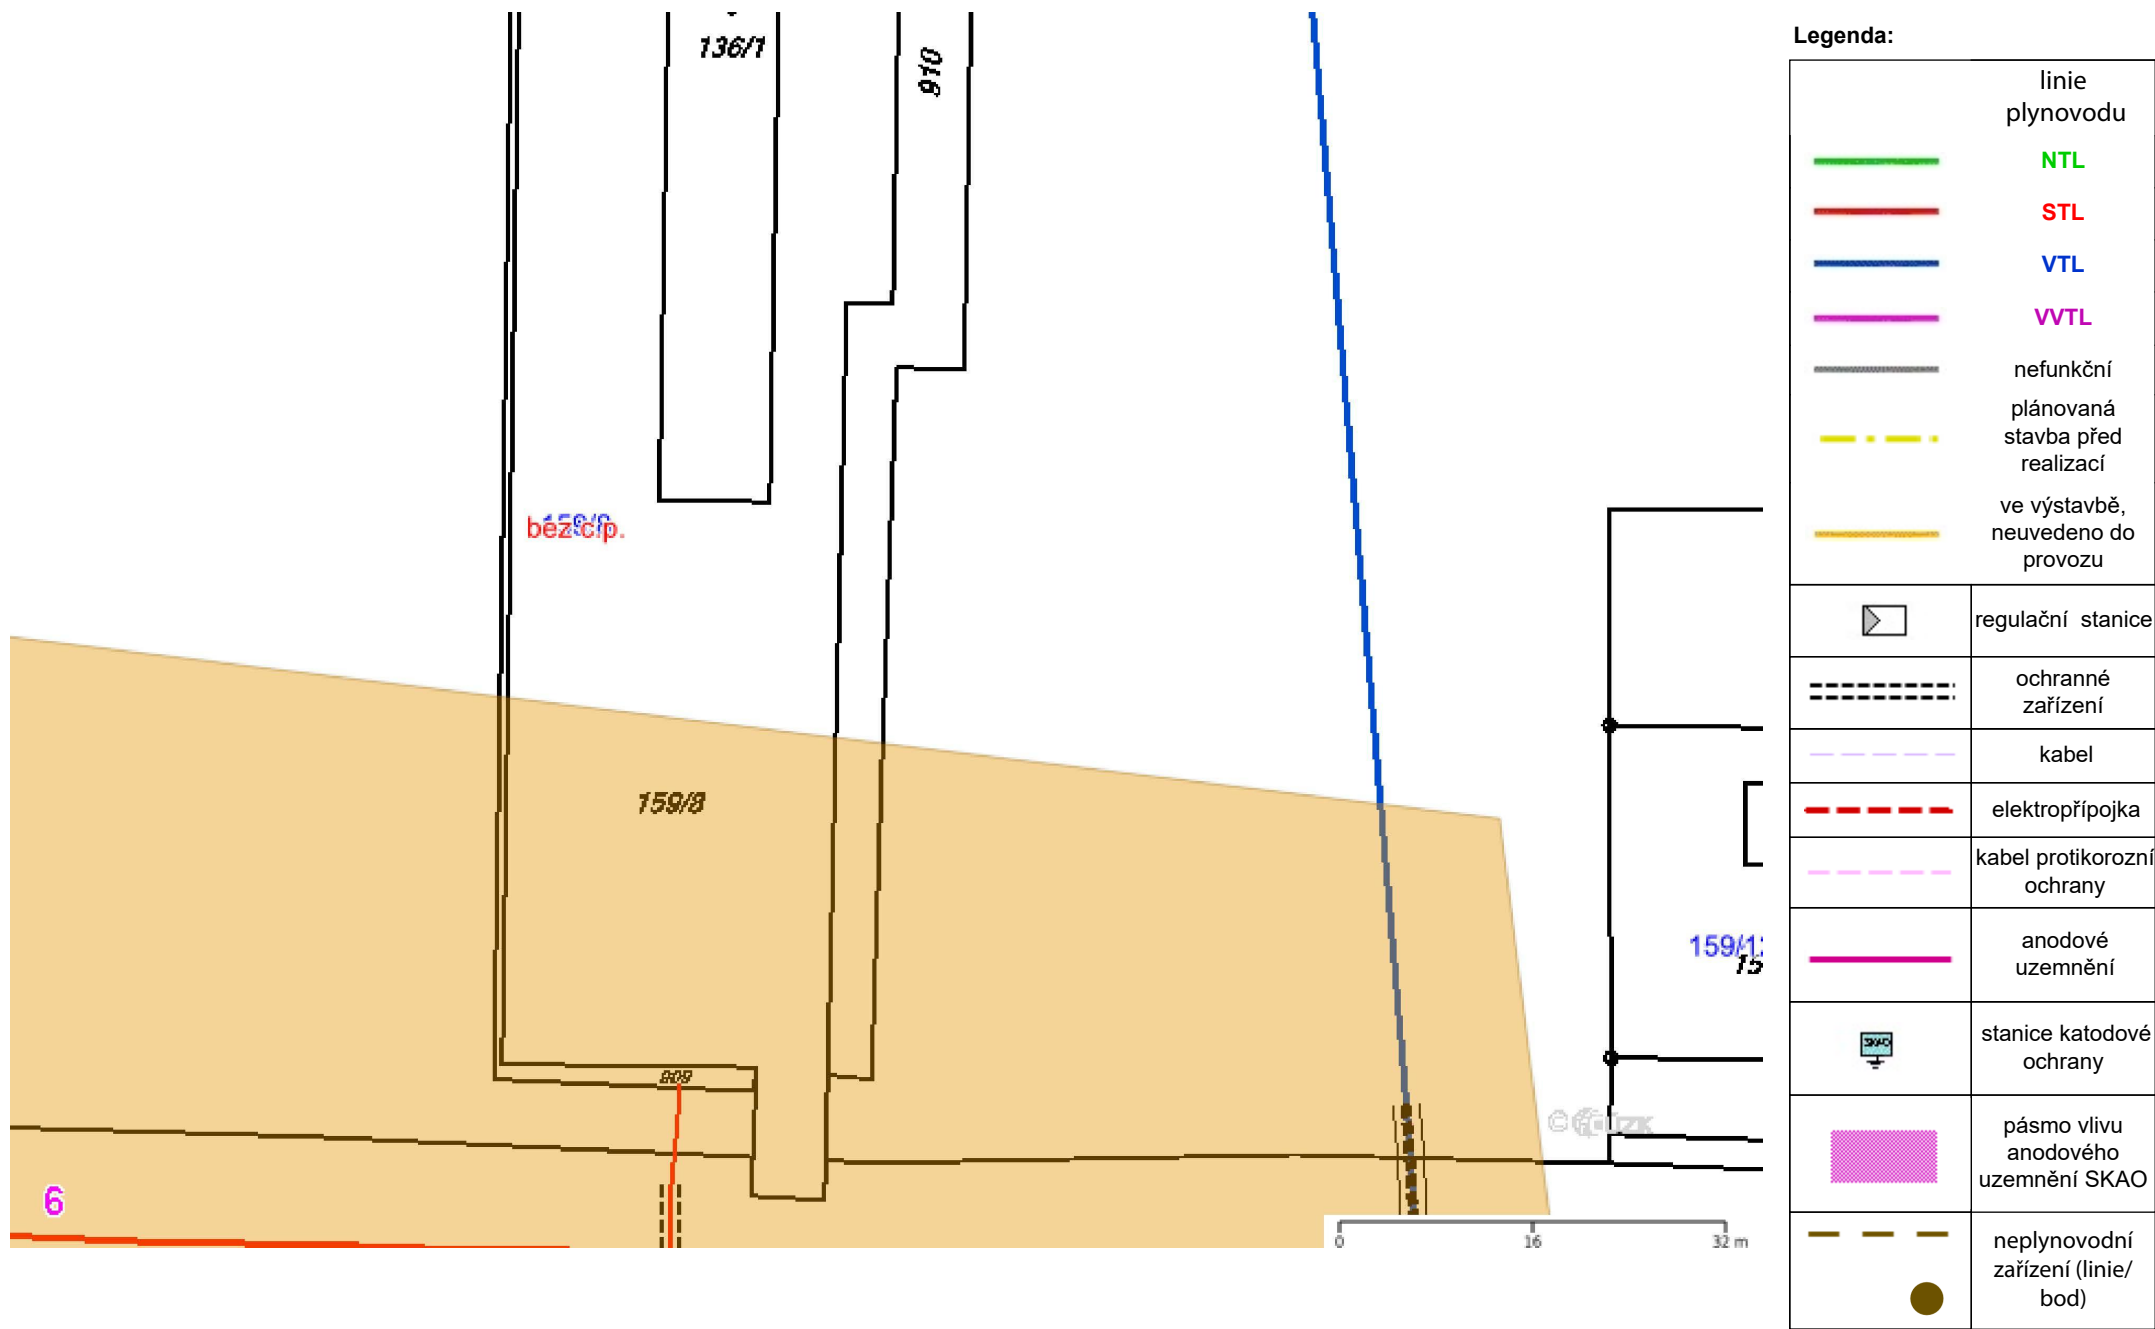 136/1
910
bez č.p.
159/8
909
6
159/1
15
0
16
32 m
Legenda:
linie
plynovodu
NTL
STL
VTL
VVTL
nefunkční
plánovaná
stavba před
realizací
ve výstavbě,
neuvedeno do
provozu
regulační stanice
ochranné
zařízení
kabel
elektropřípojka
kabel protikorozní
ochrany
anodové
uzemnění
SKAO
stanice katodové
ochrany
pásmo vlivu
anodového
uzemnění SKAO
neplynovodní
zařízení (linie/
bod)